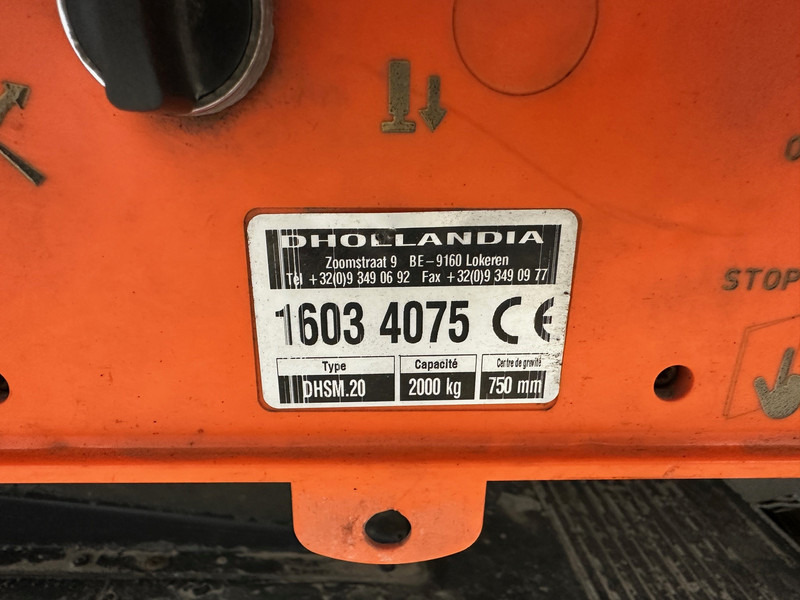 DHOLLANDIA
Zoomstraat 9 BE-9160 Lokeren
Tel +32(0)9 349 06 92 Fax +32(0)9 349 09 77
1603 4075 CE
Type Capacité Centre de gravité
DHSM.20 2000 kg 750 mm
STOP